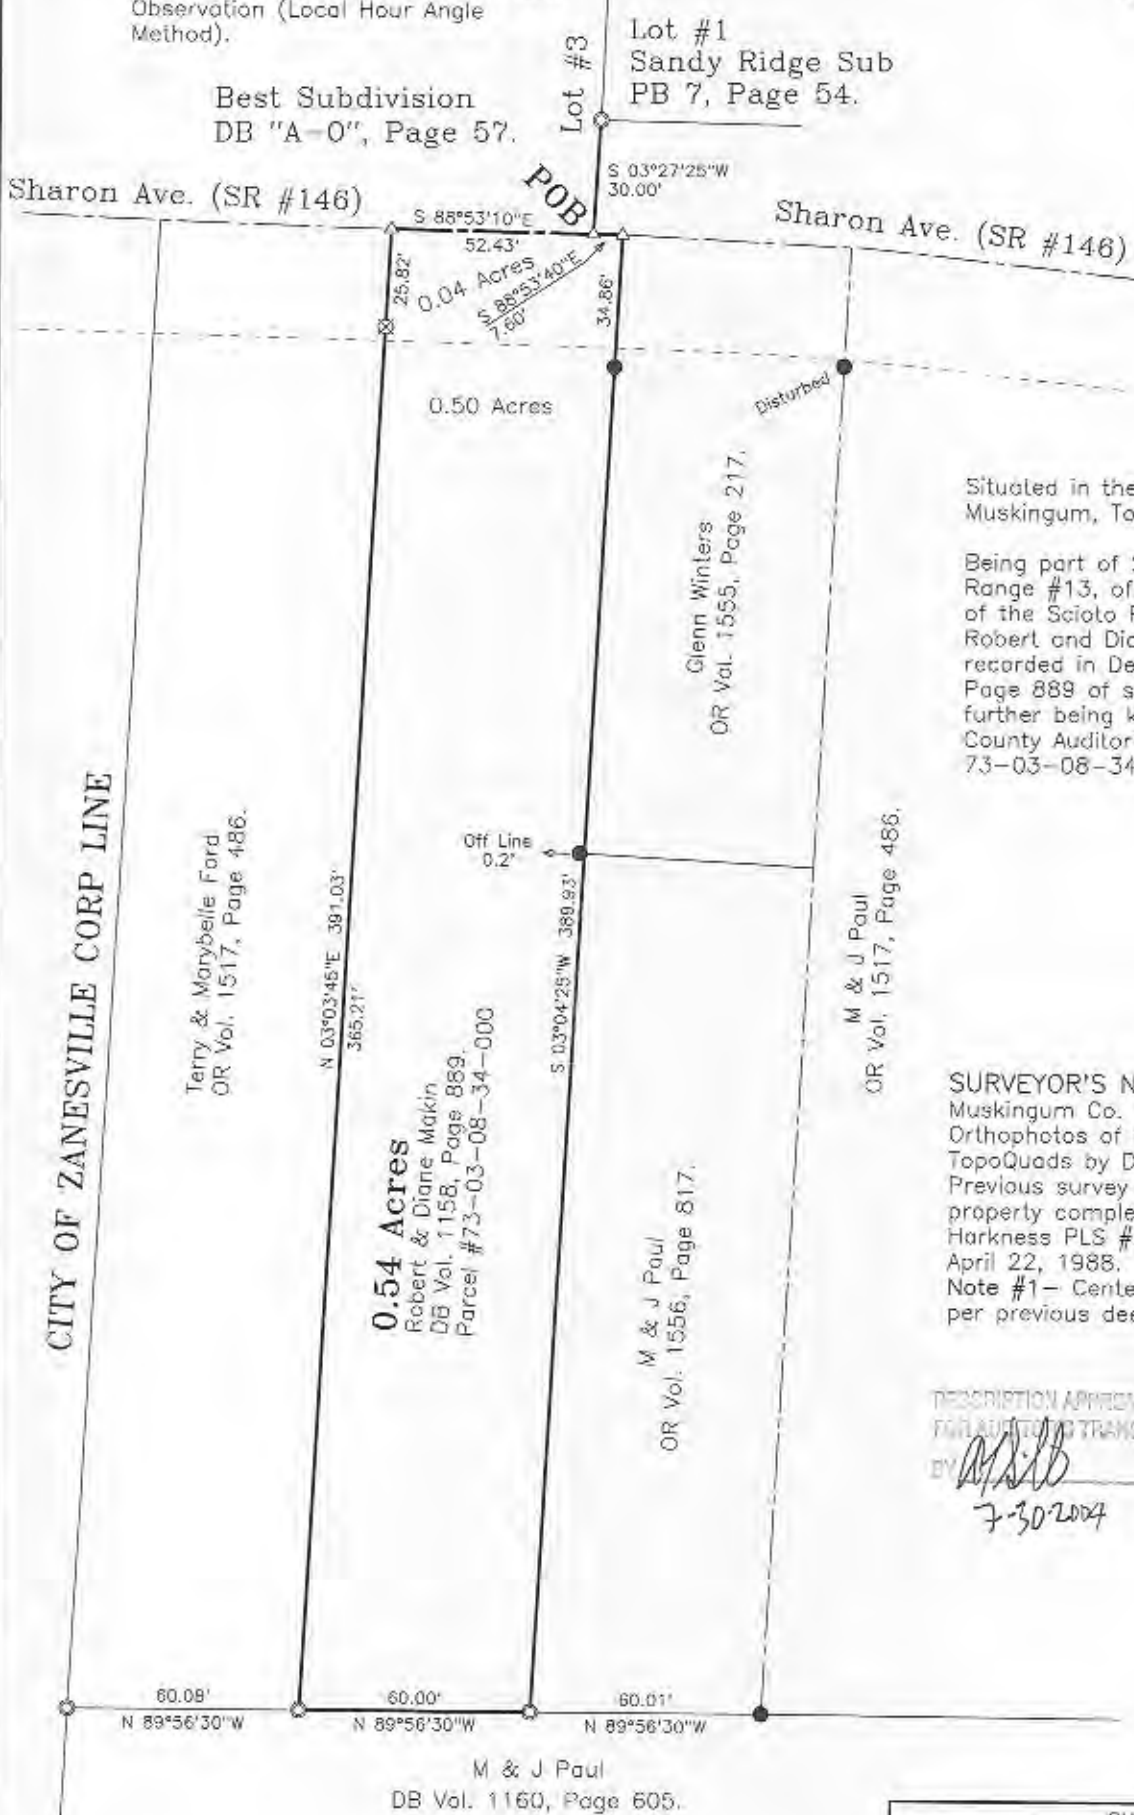 Observation (Local Hour Angle
Method).
Best Subdivision
DB "A-O", Page 57.
Lot #3
Lot #1
Sandy Ridge Sub
PB 7, Page 54.
S 03°27'25"W
30.00'
POB
Sharon Ave. (SR #146)
S 88°53'10"E
52.43'
Sharon Ave. (SR #146)
25.82'
0.04 Acres
S 88°53'40"E
7.60'
34.86'
0.50 Acres
Disturbed
Glenn Winters
OR Vol. 1555, Page 217.
Situated in the
Muskingum, To
Being part of
Range #13, of
of the Scioto
Robert and Dia
recorded in De
Page 889 of s
further being k
County Auditor
73-03-08-34
CITY OF ZANESVILLE CORP LINE
Terry & Marybelle Ford
OR Vol. 1517, Page 486.
N 03°03'45"E 391.03'
365.21'
Off Line
0.2'
S 03°04'25"W 389.93'
M & J Paul
OR Vol. 1517, Page 486.
0.54 Acres
Robert & Diane Makin
DB Vol. 1158, Page 889.
Parcel #73-03-08-34-000
M & J Paul
OR Vol. 1556, Page 817.
SURVEYOR'S N
Muskingum Co.
Orthophotos of
TopoQuads by D
Previous survey
property comple
Harkness PLS #
April 22, 1988.
Note #1- Cente
per previous dee
DESCRIPTION APPROV
FOR AUDITORS TRANS
BY
7-30-2004
60.09'
N 89°56'30"W
60.00'
N 89°56'30"W
60.01'
N 89°56'30"W
M & J Paul
DB Vol. 1160, Page 605.